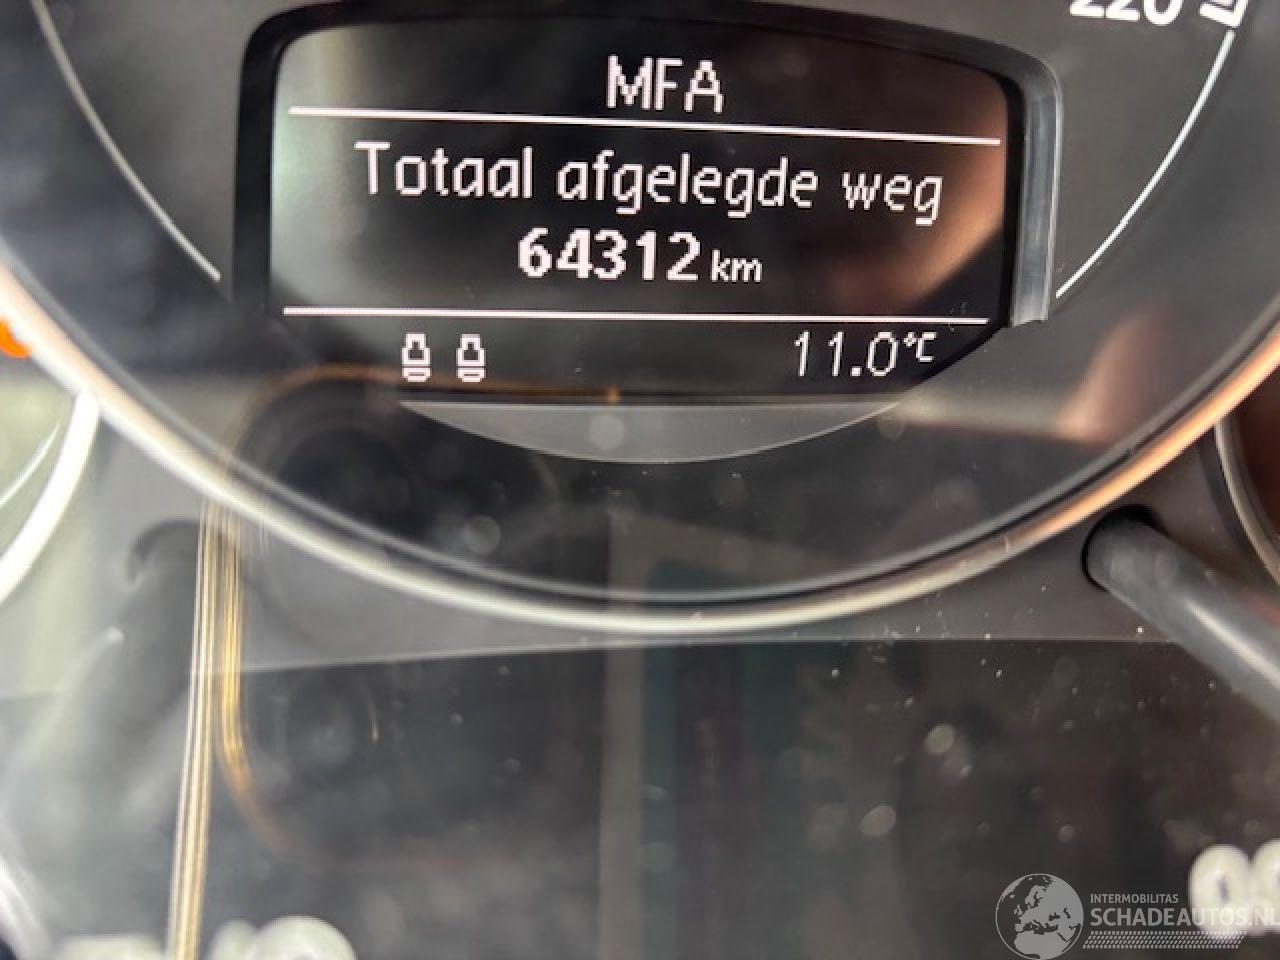 220
MFA
Totaal afgelegde weg
64312 km
11.0°C
INTERMOBILITAS
SCHADEAUTOS.NL